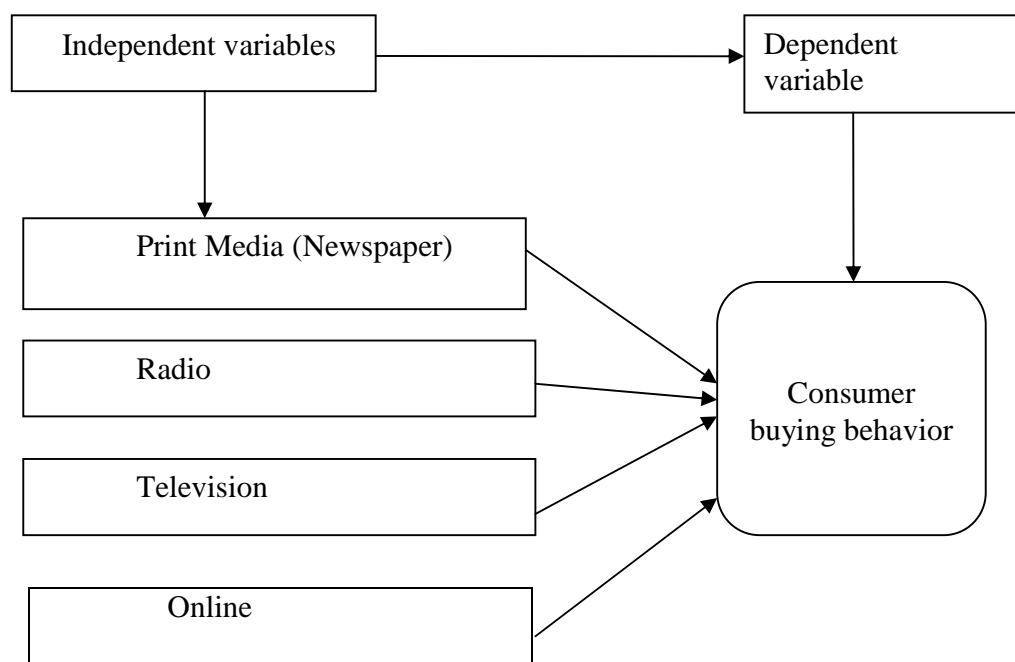 Independent variables
Dependent
variable
Print Media (Newspaper)
Radio
Television
Online
Consumer
buying behavior